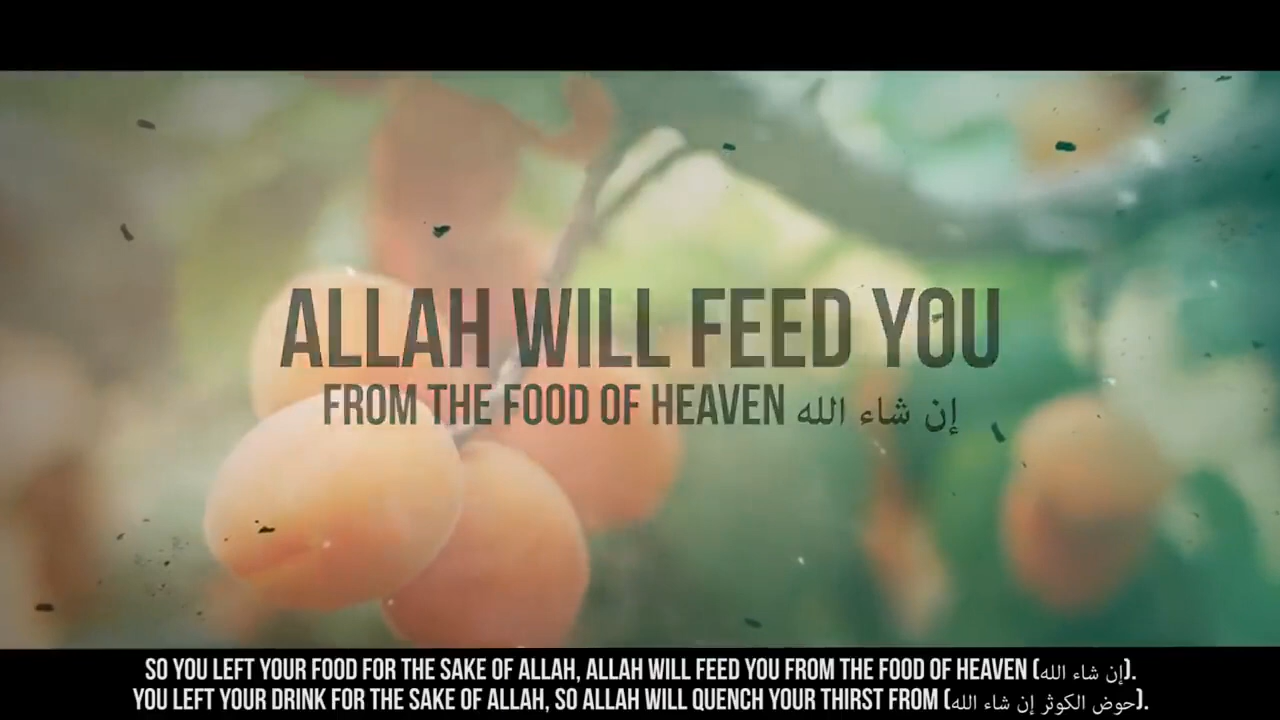 ALLAH WILL FEED YOU
FROM THE FOOD OF HEAVEN إن شاء الله
SO YOU LEFT YOUR FOOD FOR THE SAKE OF ALLAH, ALLAH WILL FEED YOU FROM THE FOOD OF HEAVEN (إن شاء الله).
YOU LEFT YOUR DRINK FOR THE SAKE OF ALLAH, SO ALLAH WILL QUENCH YOUR THIRST FROM (حوض الكوثر إن شاء الله).